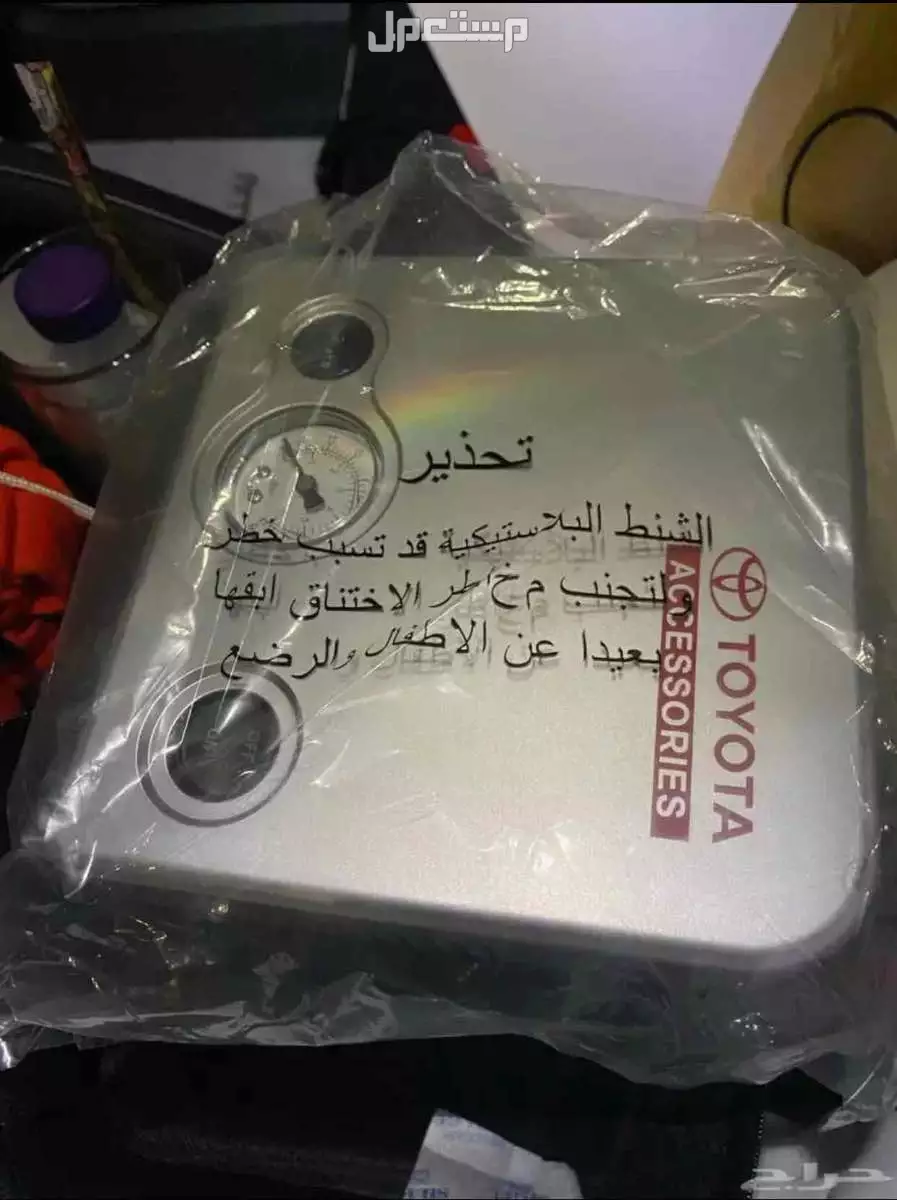 مستعمل
تحذير
الشنط البلاستيكية قد تسبب خطر
ولتجنب مخاطر الاختناق ابقها
بعيدا عن الاطفال والرضع
TOYOTA
ACCESSORIES
حراج